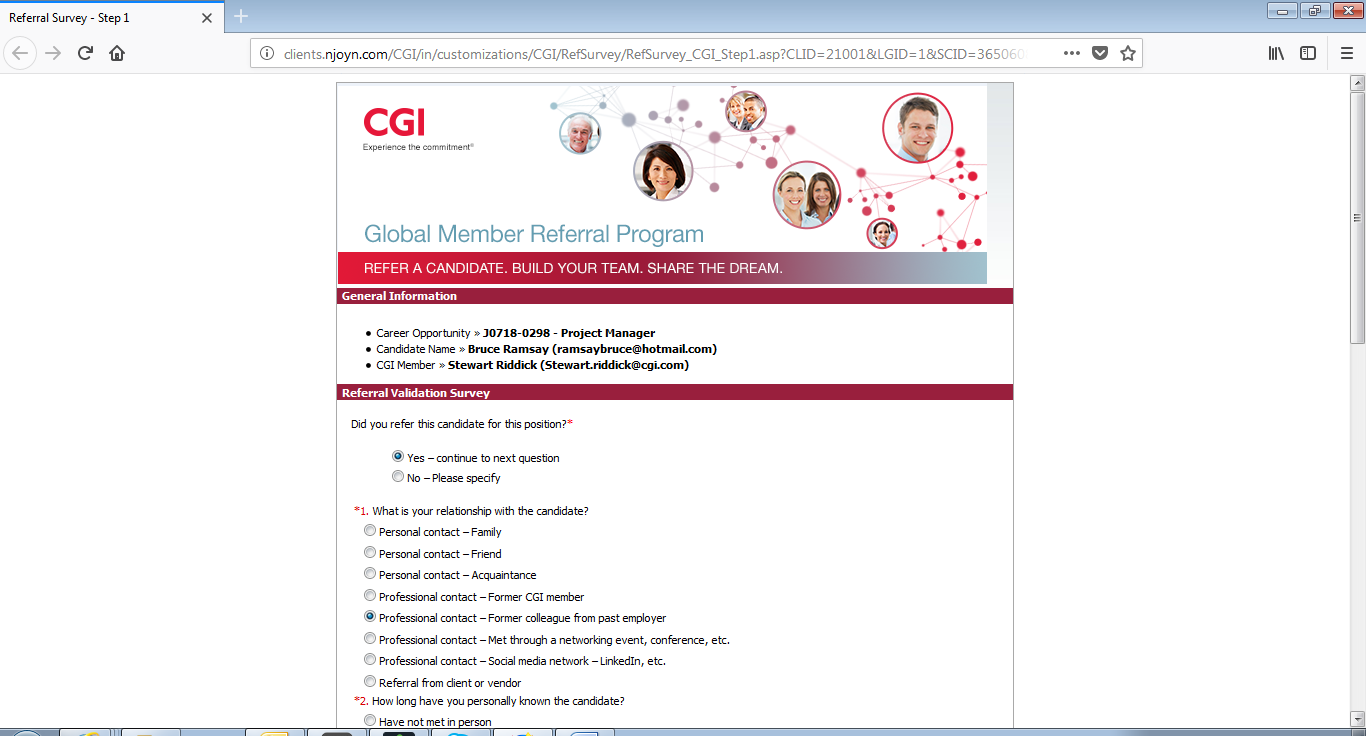 Referral Survey - Step 1
clients.njoyn.com/CGI/in/customizations/CGI/RefSurvey/RefSurvey_CGI_Step1.asp?CLID=21001&LGID=1&SCID=365060
CGI
Experience the commitment®
Global Member Referral Program
REFER A CANDIDATE. BUILD YOUR TEAM. SHARE THE DREAM.
General Information
• Career Opportunity » J0718-0298 - Project Manager
• Candidate Name » Bruce Ramsay (ramsaybruce@hotmail.com)
• CGI Member » Stewart Riddick (Stewart.riddick@cgi.com)
Referral Validation Survey
Did you refer this candidate for this position?*
Yes – continue to next question
No – Please specify
*1. What is your relationship with the candidate?
Personal contact – Family
Personal contact – Friend
Personal contact – Acquaintance
Professional contact – Former CGI member
Professional contact – Former colleague from past employer
Professional contact – Met through a networking event, conference, etc.
Professional contact – Social media network – LinkedIn, etc.
Referral from client or vendor
*2. How long have you personally known the candidate?
Have not met in person